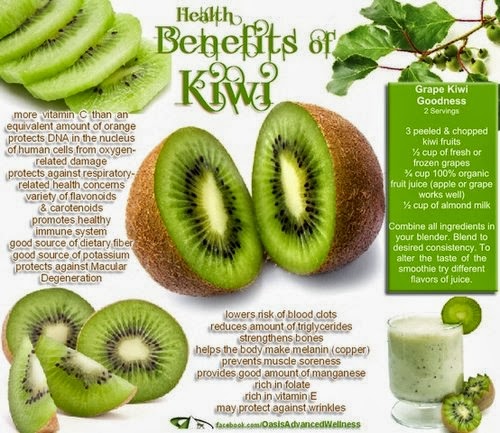 Health
Benefits of
Kiwi
more vitamin C than an
equivalent amount of orange
protects DNA in the nucleus
of human cells from oxygen-
related damage
protects against respiratory-
related health concerns
variety of flavonoids
& carotenoids
promotes healthy
immune system
good source of dietary fiber
good source of potassium
protects against Macular
Degeneration
Grape Kiwi
Goodness
2 Servings
3 peeled & chopped
kiwi fruits
½ cup of fresh or
frozen grapes
¾ cup 100% organic
fruit juice (apple or grape
works well)
½ cup of almond milk
Combine all ingredients in
your blender. Blend to
desired consistency. To
alter the taste of the
smoothie try different
flavors of juice.
lowers risk of blood clots
reduces amount of triglycerides
strengthens bones
helps the body make melanin (copper)
prevents muscle soreness
provides good amount of manganese
rich in folate
rich in vitamin E
may protect against wrinkles
facebook.com/OasisAdvancedWellness